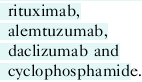 rituximab,
alemtuzumab,
daclizumab and
cyclophosphamide.